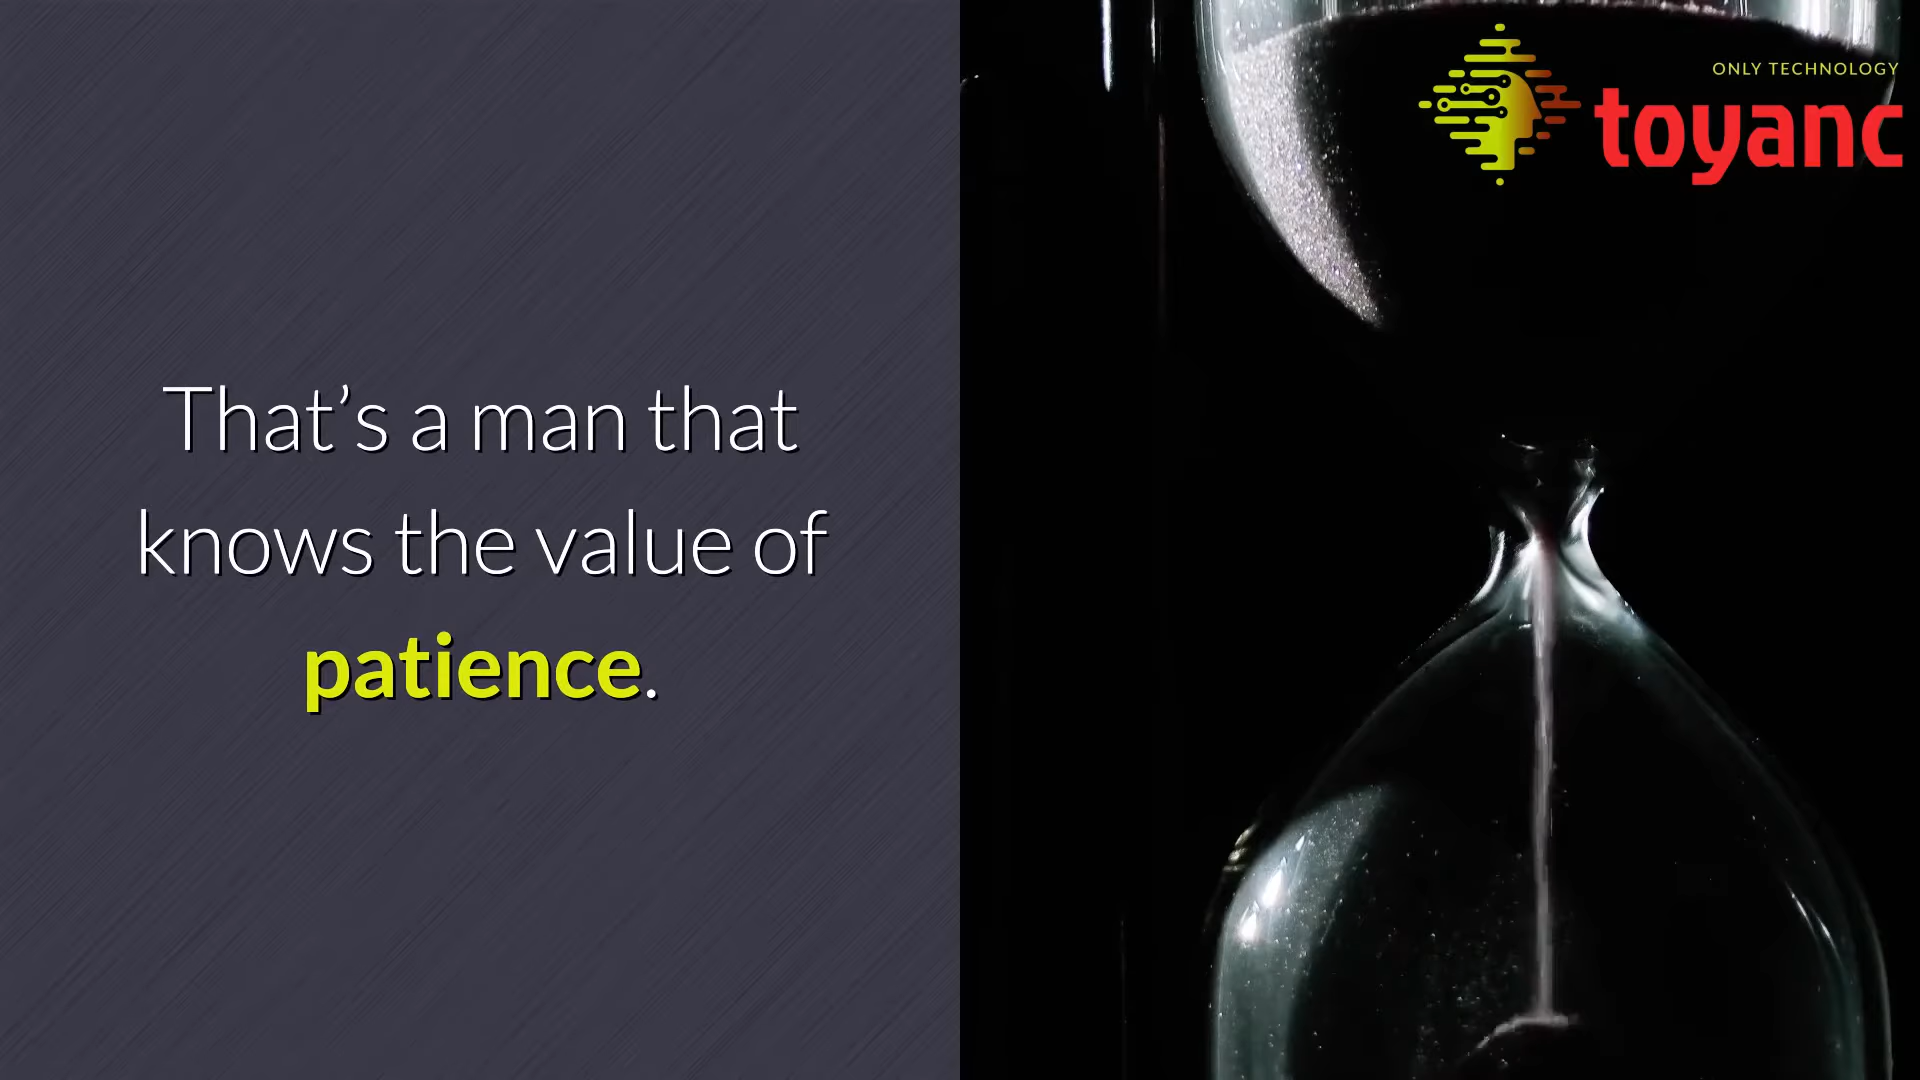 That’s a man that
knows the value of
patience.
ONLY TECHNOLOGY
toyanc